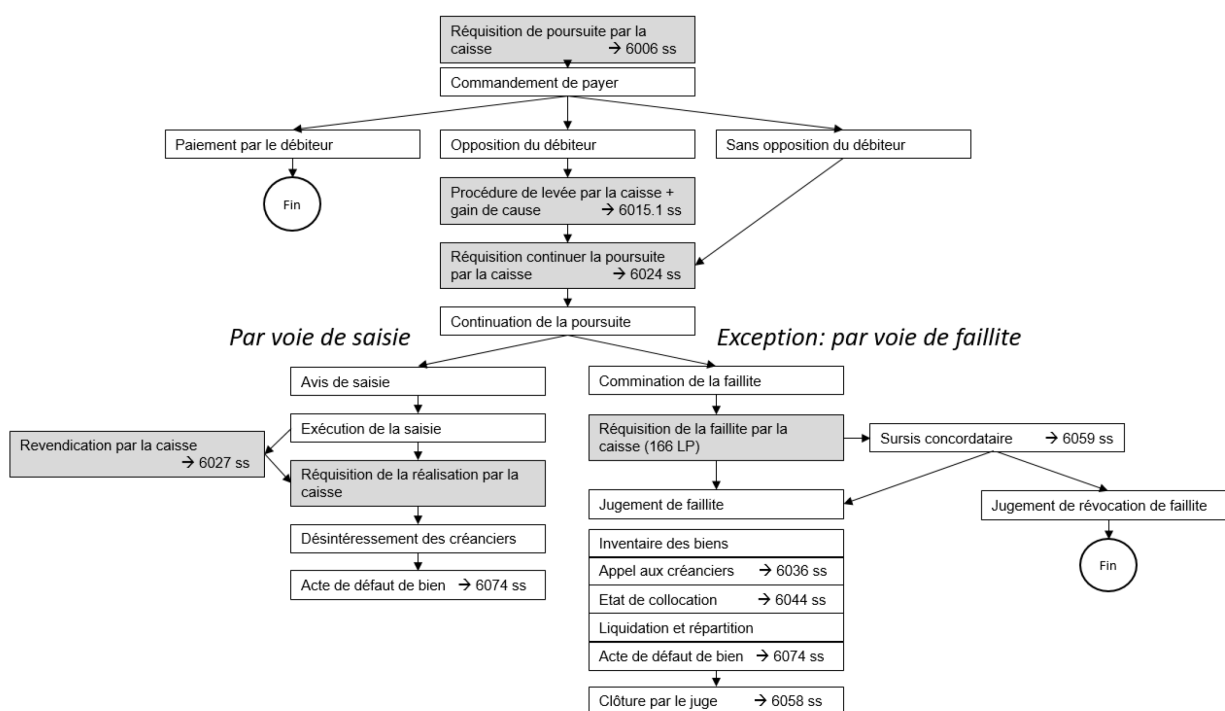 Réquisition de poursuite par la
caisse → 6006 ss
Commandement de payer
Paiement par le débiteur
Opposition du débiteur
Sans opposition du débiteur
Fin
Procédure de levée par la caisse +
gain de cause → 6015.1 ss
Réquisition continuer la poursuite
par la caisse → 6024 ss
Continuation de la poursuite
Par voie de saisie
Exception: par voie de faillite
Avis de saisie
Commination de la faillite
Exécution de la saisie
Réquisition de la faillite par la
caisse (166 LP)
Sursis concordataire → 6059 ss
Revendication par la caisse
→ 6027 ss
Réquisition de la réalisation par la
caisse
Jugement de faillite
Jugement de révocation de faillite
Désintéressement des créanciers
Inventaire des biens
Fin
Acte de défaut de bien → 6074 ss
Appel aux créanciers → 6036 ss
Etat de collocation → 6044 ss
Liquidation et répartition
Acte de défaut de bien → 6074 ss
Clôture par le juge → 6058 ss